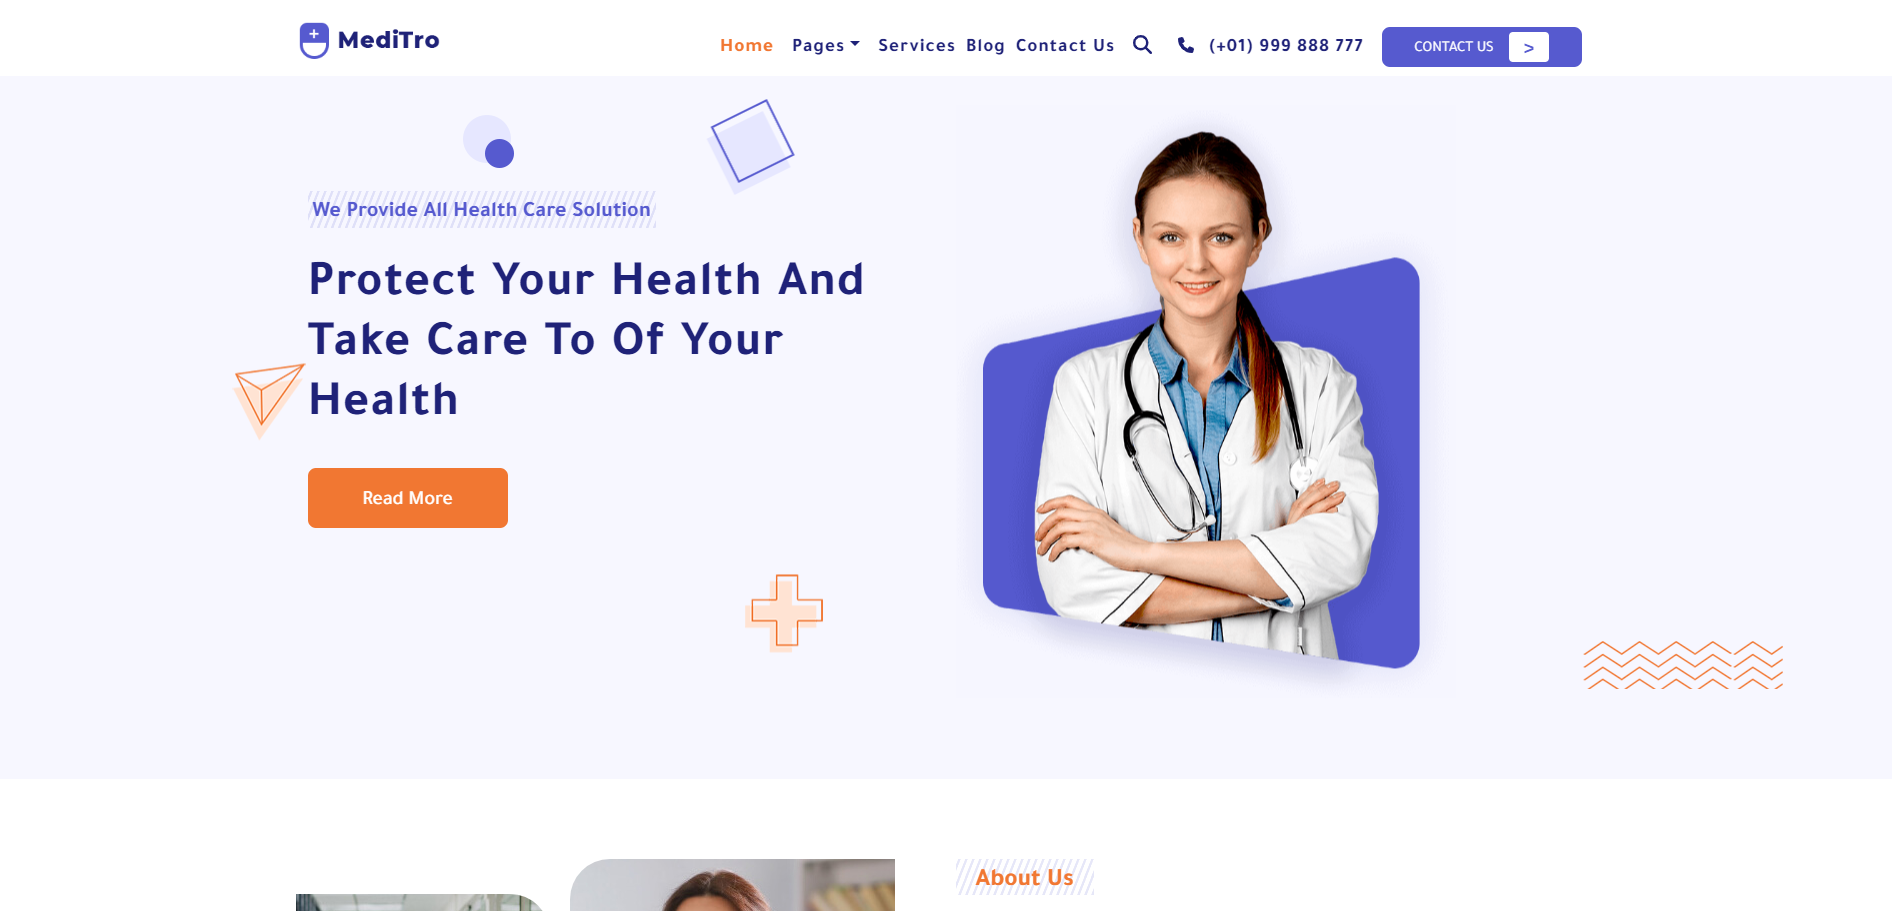 MediTro
Home Pages Services Blog Contact Us (+01) 999 888 777 CONTACT US >
We Provide All Health Care Solution
Protect Your Health And
Take Care To Of Your
Health
Read More
About Us